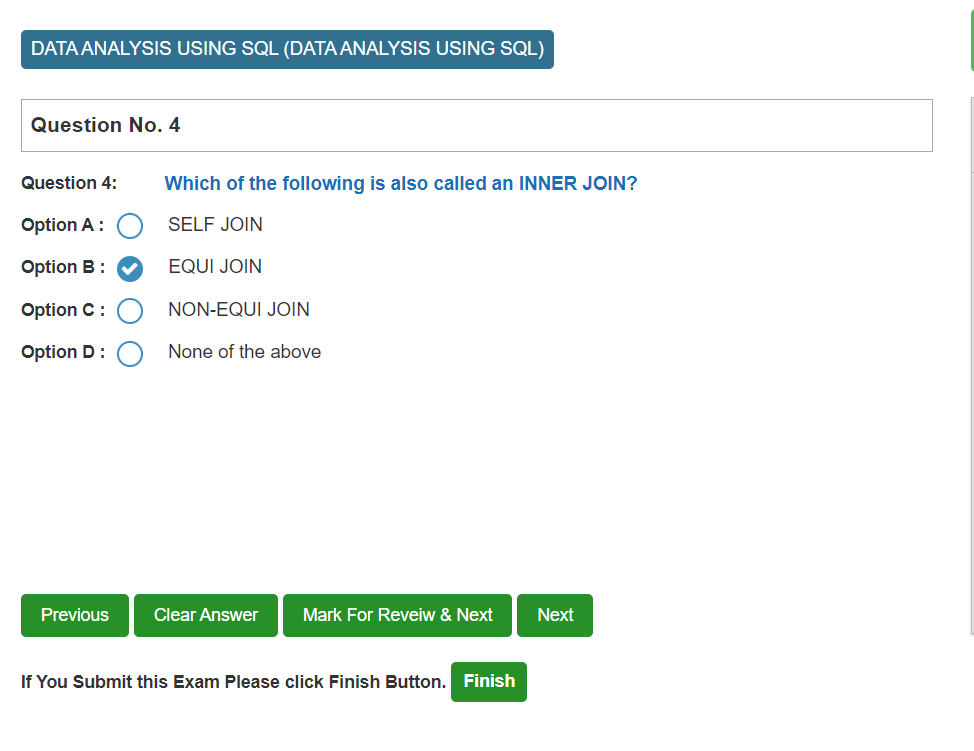 DATA ANALYSIS USING SQL (DATA ANALYSIS USING SQL)
Question No. 4
Question 4: Which of the following is also called an INNER JOIN?
Option A : SELF JOIN
Option B : EQUI JOIN
Option C : NON-EQUI JOIN
Option D : None of the above
Previous Clear Answer Mark For Reveiw & Next Next
If You Submit this Exam Please click Finish Button. Finish